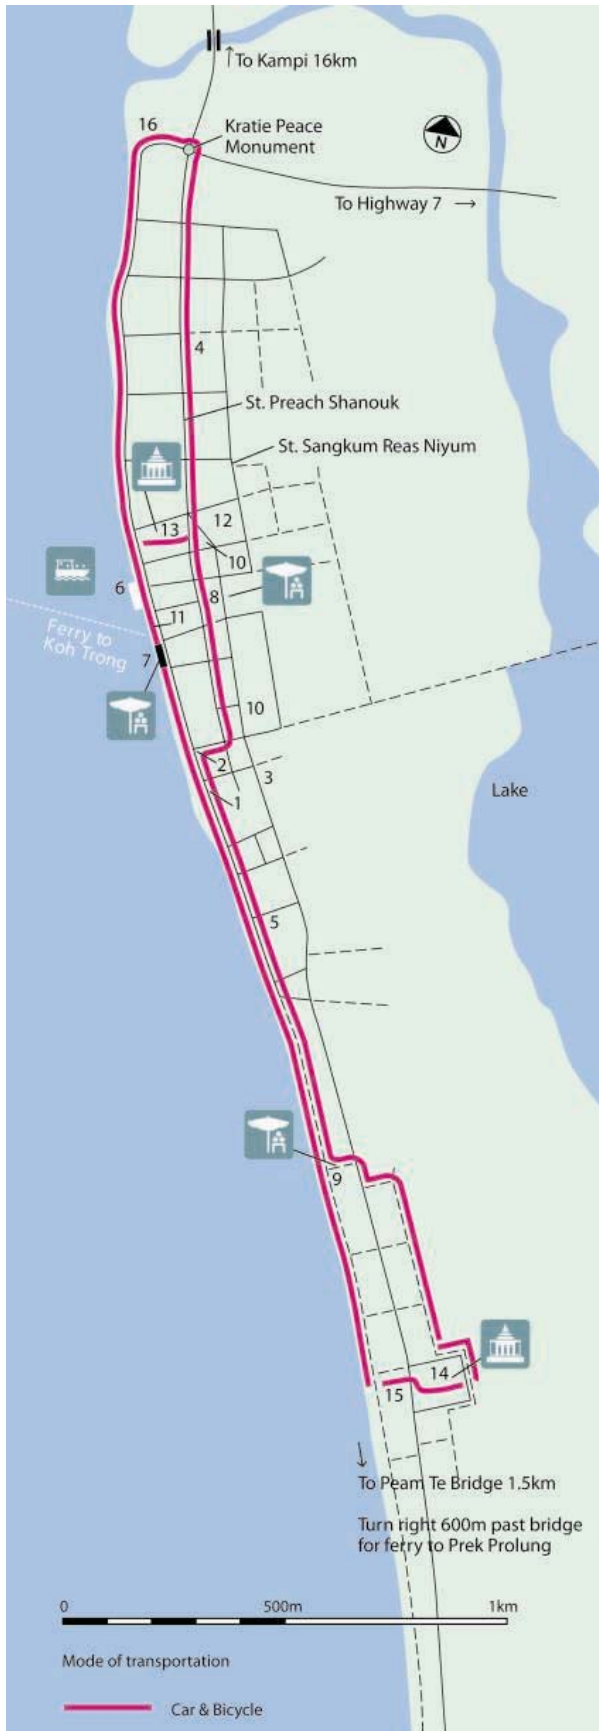 ↑To Kampi 16km
16
Kratie Peace
Monument
N
To Highway 7 →
4
St. Preach Shanouk
St. Sangkum Reas Niyum
13
12
10
6
8
11
Ferry to
Koh Trong
7
10
2
3
1
Lake
5
9
14
15
↓
To Peam Te Bridge 1.5km
Turn right 600m past bridge
for ferry to Prek Prolung
0 500m 1km
Mode of transportation
Car & Bicycle